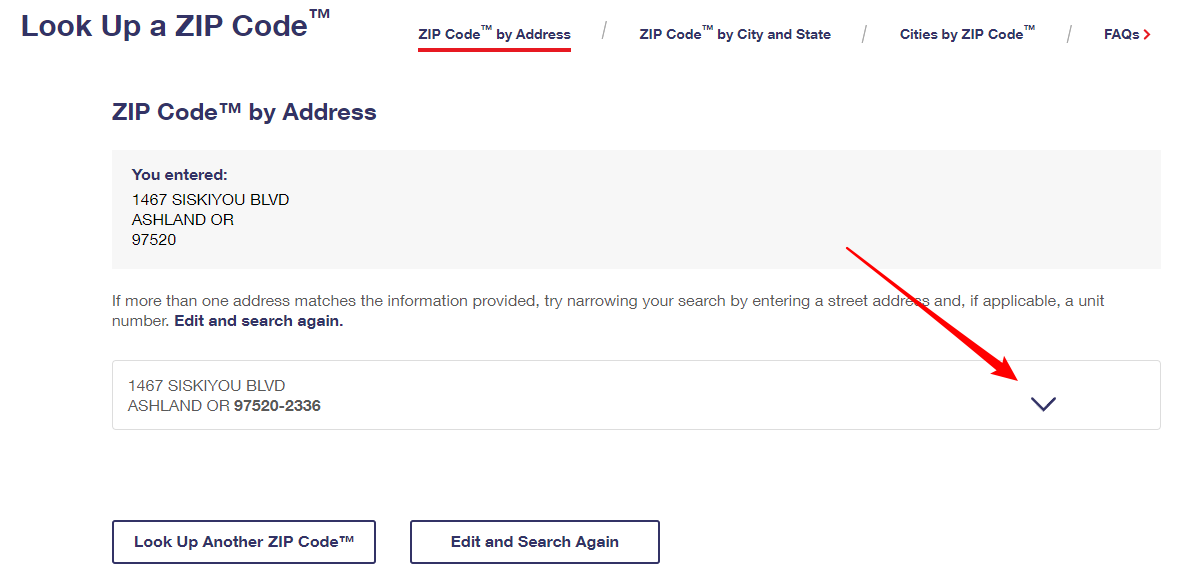 Look Up a ZIP Code™
ZIP Code™ by Address / ZIP Code™ by City and State / Cities by ZIP Code™ / FAQs
ZIP Code™ by Address
You entered:
1467 SISKIYOU BLVD
ASHLAND OR
97520
If more than one address matches the information provided, try narrowing your search by entering a street address and, if applicable, a unit
number. Edit and search again.
1467 SISKIYOU BLVD
ASHLAND OR 97520-2336
Look Up Another ZIP Code™ Edit and Search Again